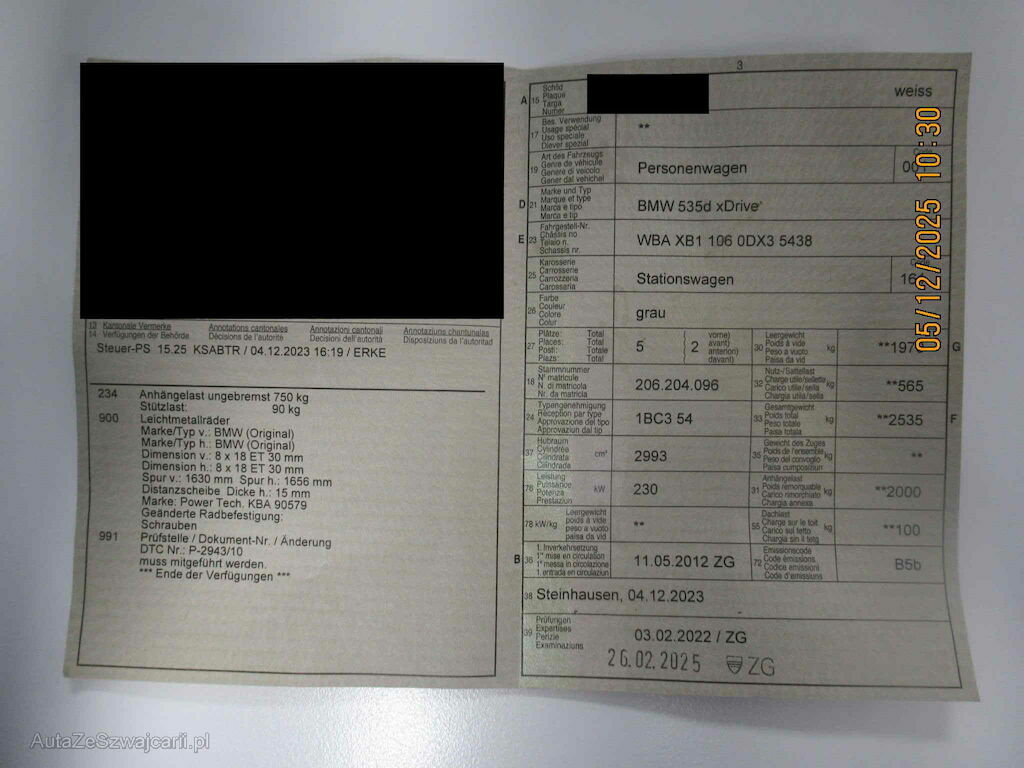 13 Kantonale Vermerke Annotations cantonales Annotazioni cantonali Annotaziuns chantunalas
14 Verfügungen der Behörde Décisions de l'autorité Decisioni dell'autorità Disposiziuns da l'autoritad
Steuer-PS 15.25 KSABTR / 04.12.2023 16:19 / ERKE
234 Anhängelast ungebremst 750 kg
Stützlast: 90 kg
900 Leichtmetallräder
Marke/Typ v.: BMW (Original)
Marke/Typ h.: BMW (Original)
Dimension v.: 8 x 18 ET 30 mm
Dimension h.: 8 x 18 ET 30 mm
Spur v.: 1630 mm Spur h.: 1656 mm
Distanzscheibe Dicke h.: 15 mm
Marke: Power Tech. KBA 90579
Geänderte Radbefestigung:
Schrauben
991 Prüfstelle / Dokument-Nr. / Änderung
DTC Nr.: P-2943/10
muss mitgeführt werden.
*** Ende der Verfügungen ***
3
A 15 Schild
Plaque
Targa
Numer
weiss
17 Bes. Verwendung
Usage spécial
Uso speciale
Diever spezial
**
19 Art des Fahrzeugs
Genre de véhicule
Genere di veicolo
Gener dal vehichel
Personenwagen
D 21 Marke und Typ
Marque et type
Marca e tipo
Marca e tip
BMW 535d xDrive
E 23 Fahrgestell-Nr.
Châssis no
Telaio n.
Schassis nr.
WBA XB1 106 0DX3 5438
25 Karosserie
Carrosserie
Carrozzeria
Carossaria
Stationswagen
26 Farbe
Couleur
Colore
Colur
grau
27 Plätze: Total
Places: Total
Posti: Totale
Plazs: Total
5 ( 2 vorne)
avant)
anteriori)
davant)
30 Leergewicht
Poids à vide
Peso a vuoto
Paisa da vid
kg G
18 Stammnummer
N° matricule
N. di matricola
Nr. da matricla
206.204.096
32 Nutz-/Sattellast
Charge utile/sellette
Carico utile/sella
Chargia utila/sella
kg **565
24 Typengenehmigung
Réception par type
Approvazione del tipo
Approvaziun dal tip
1BC3 54
33 Gesamtgewicht
Poids total
Peso totale
Paisa totala
kg **2535 F
37 Hubraum
Cylindrée
Cilindrata
Cilindrada
cm³ 2993
35 Gewicht des Zuges
Poids de l'ensemble
Peso del convoglio
Paisa cumposiziun
kg **
76 Leistung
Puissance
Potenza
Prestaziun
kW 230
31 Anhängelast
Poids remorquable
Carico rimorchiato
Chargia annexa
kg **2000
78 kW/kg Leergewicht
poids à vide
peso a vuoto
paisa da vid
**
55 Dachlast
Charge sur le toit
Carico sul tetto
Chargia sin il tetg
kg **100
B 36 1. Inverkehrsetzung
1re mise en circulation
1a messa in circolazione
1. entrada en circulaziun
11.05.2012 ZG
72 Emissionscode
Code émissions
Codice emissioni
Code d'emissiuns
B5b
38 Steinhausen, 04.12.2023
39 Prüfungen
Expertises
Perizie
Examinaziuns
03.02.2022 / ZG
26.02.2025 ZG
05/12/2025 10:30
AutaZeSzwajcarii.pl